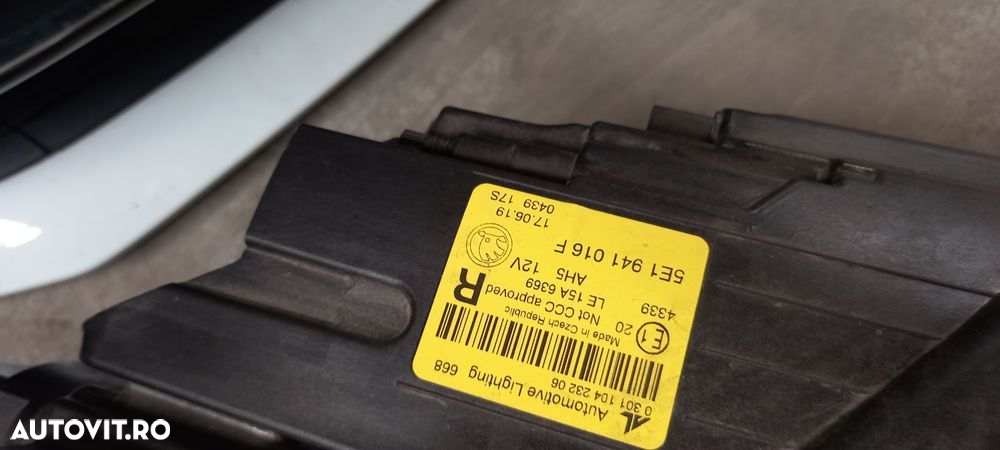 5E1 941 016 F
17.06.19
0439 17S
AH5 12V
4339
LE 15A 6369
R
E1
20
Not CCC approved
Made in Czech Republic
AL Automotive Lighting 668
0 301 104 232 06
AUTOVIT.RO